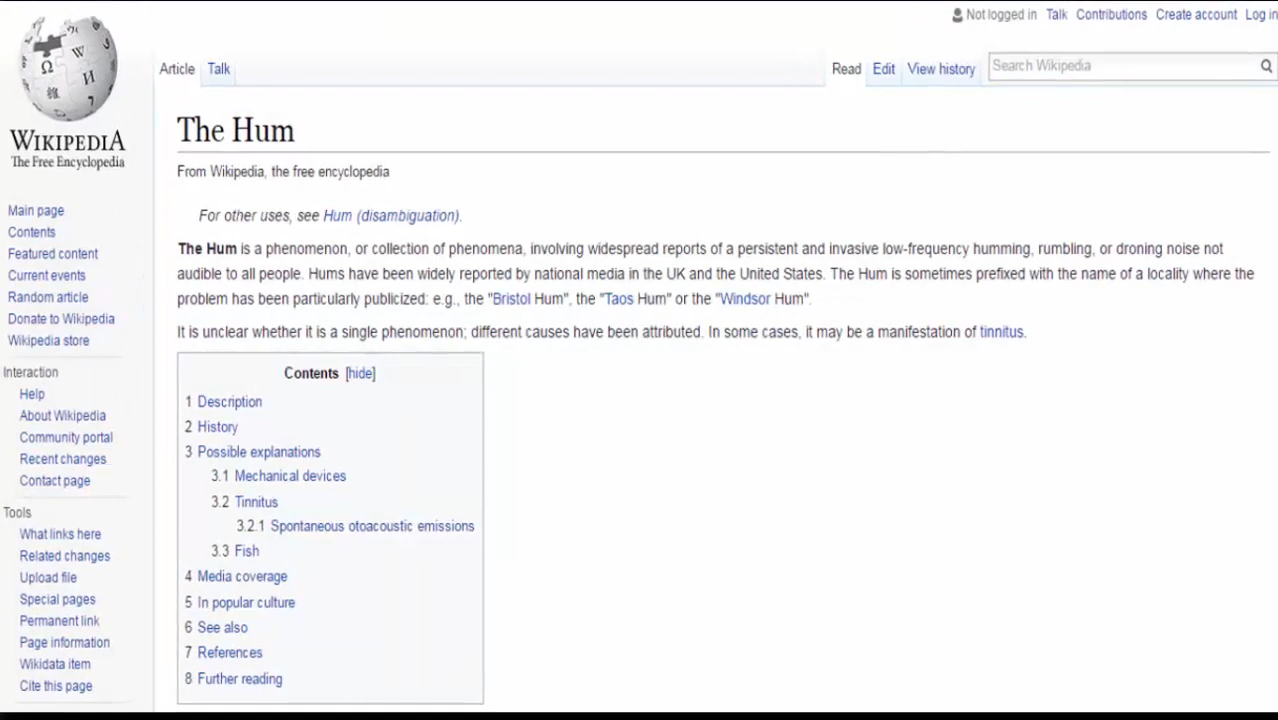 Not logged in Talk Contributions Create account Log in
Article Talk Read Edit View history Search Wikipedia
WIKIPEDIA
The Free Encyclopedia
The Hum
From Wikipedia, the free encyclopedia
For other uses, see Hum (disambiguation).
The Hum is a phenomenon, or collection of phenomena, involving widespread reports of a persistent and invasive low-frequency humming, rumbling, or droning noise not
audible to all people. Hums have been widely reported by national media in the UK and the United States. The Hum is sometimes prefixed with the name of a locality where the
problem has been particularly publicized: e.g., the "Bristol Hum", the "Taos Hum" or the "Windsor Hum".
It is unclear whether it is a single phenomenon; different causes have been attributed. In some cases, it may be a manifestation of tinnitus.
Contents [hide]
1 Description
2 History
3 Possible explanations
3.1 Mechanical devices
3.2 Tinnitus
3.2.1 Spontaneous otoacoustic emissions
3.3 Fish
4 Media coverage
5 In popular culture
6 See also
7 References
8 Further reading
Main page
Contents
Featured content
Current events
Random article
Donate to Wikipedia
Wikipedia store
Interaction
Help
About Wikipedia
Community portal
Recent changes
Contact page
Tools
What links here
Related changes
Upload file
Special pages
Permanent link
Page information
Wikidata item
Cite this page